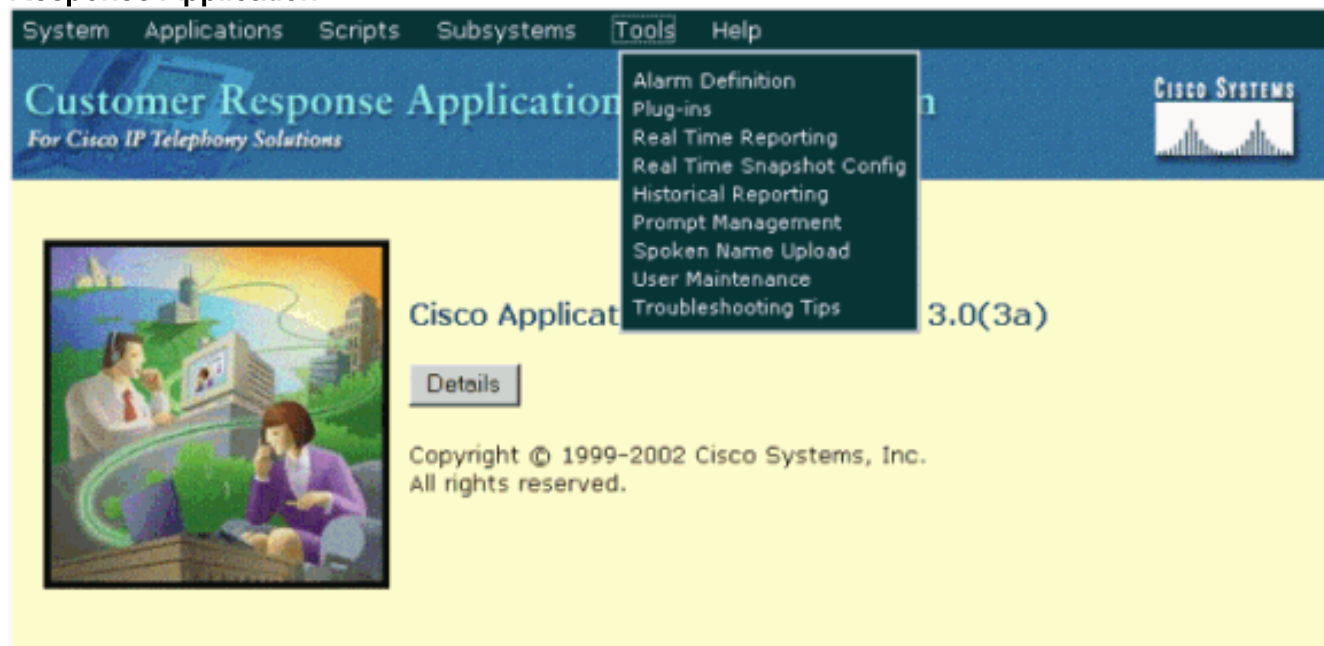 System Applications Scripts Subsystems Tools Help
Customer Response Application
For Cisco IP Telephony Solutions
CISCO SYSTEMS
Alarm Definition
Plug-ins
Real Time Reporting
Real Time Snapshot Config
Historical Reporting
Prompt Management
Spoken Name Upload
User Maintenance
Troubleshooting Tips
Cisco Applicat 3.0(3a)
Details
Copyright © 1999-2002 Cisco Systems, Inc.
All rights reserved.